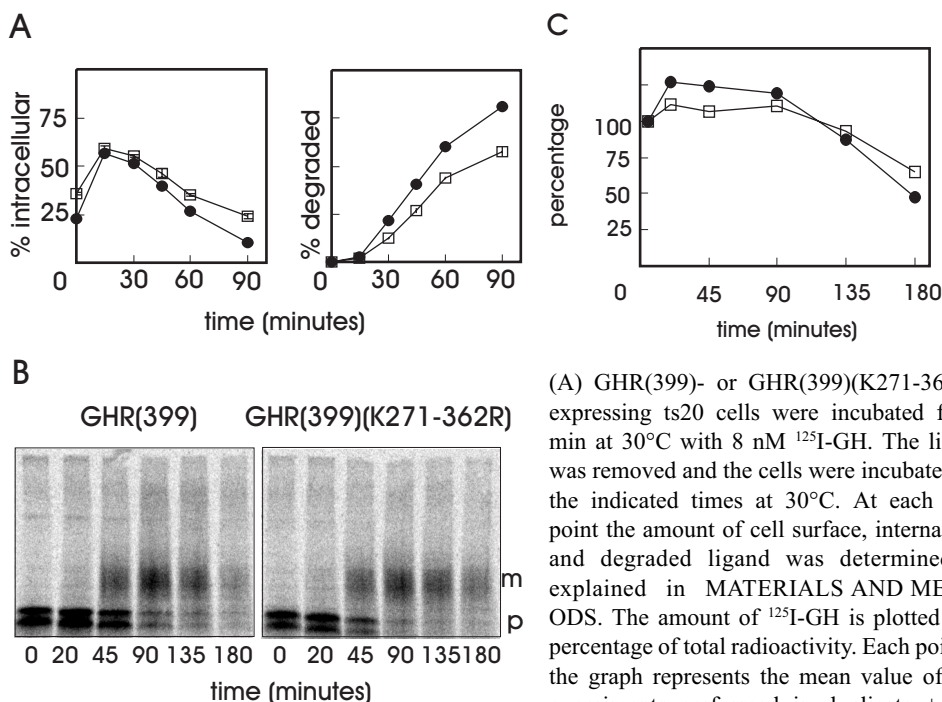 A
% intracellular
75
50
25
0
30
60
90
% degraded
0
30
60
90
time (minutes)
C
percentage
100
75
50
25
0
45
90
135
180
time (minutes)
B
GHR(399)
GHR(399)(K271-362R)
m
p
0 20 45 90 135 180
0 20 45 90 135 180
time (minutes)
(A) GHR(399)- or GHR(399)(K271-36
expressing ts20 cells were incubated f
min at 30°C with 8 nM ¹²⁵I-GH. The li
was removed and the cells were incubate
the indicated times at 30°C. At each
point the amount of cell surface, interna
and degraded ligand was determined
explained in MATERIALS AND ME
ODS. The amount of ¹²⁵I-GH is plotted
percentage of total radioactivity. Each poi
the graph represents the mean value of